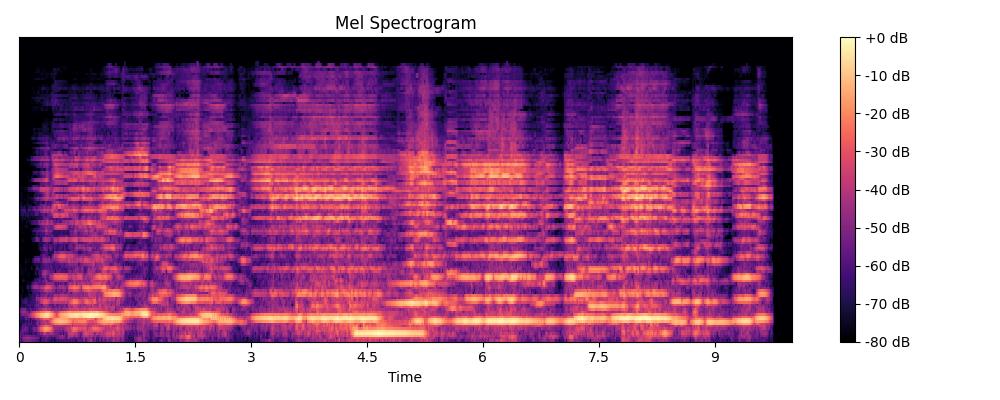 Mel Spectrogram
+0 dB
-10 dB
-20 dB
-30 dB
-40 dB
-50 dB
-60 dB
-70 dB
-80 dB
0 1.5 3 4.5 6 7.5 9
Time